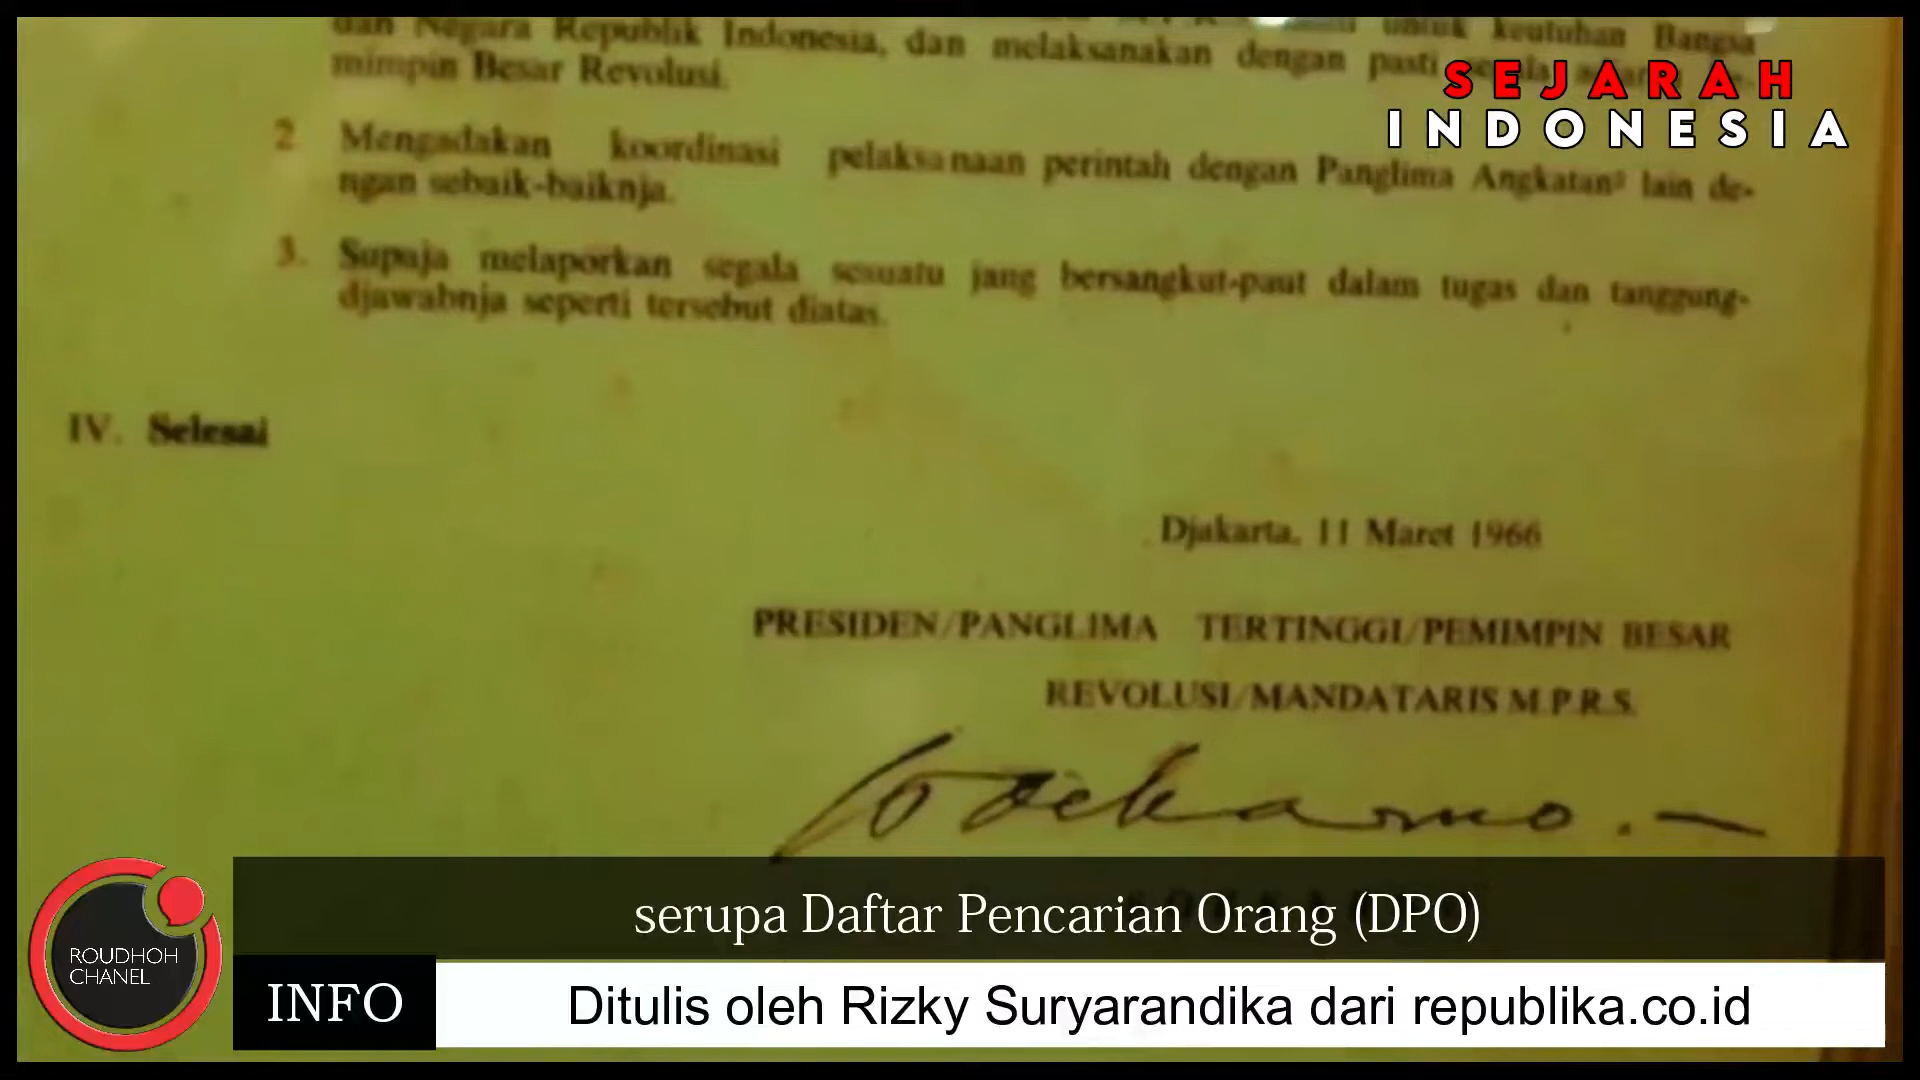 dan Negara Republik Indonesia, dan melaksanakan dengan pasti
untuk keutuhan Bangsa
mimpin Besar Revolusi.
SEJARAH
INDONESIA
2. Mengadakan koordinasi pelaksanaan perintah dengan Panglima Angkatan² lain de-
ngan sebaik-baiknja.
3. Supaja melaporkan segala sesuatu jang bersangkut-paut dalam tugas dan tanggung-
djawabnja seperti tersebut diatas.
IV. Selesai
Djakarta, 11 Maret 1966
PRESIDEN/PANGLIMA TERTINGGI/PEMIMPIN BESAR
REVOLUSI/MANDATARIS M.P.R.S.
Soekarno.-
serupa Daftar Pencarian Orang (DPO)
ROUDHOH
CHANEL
INFO
Ditulis oleh Rizky Suryarandika dari republika.co.id